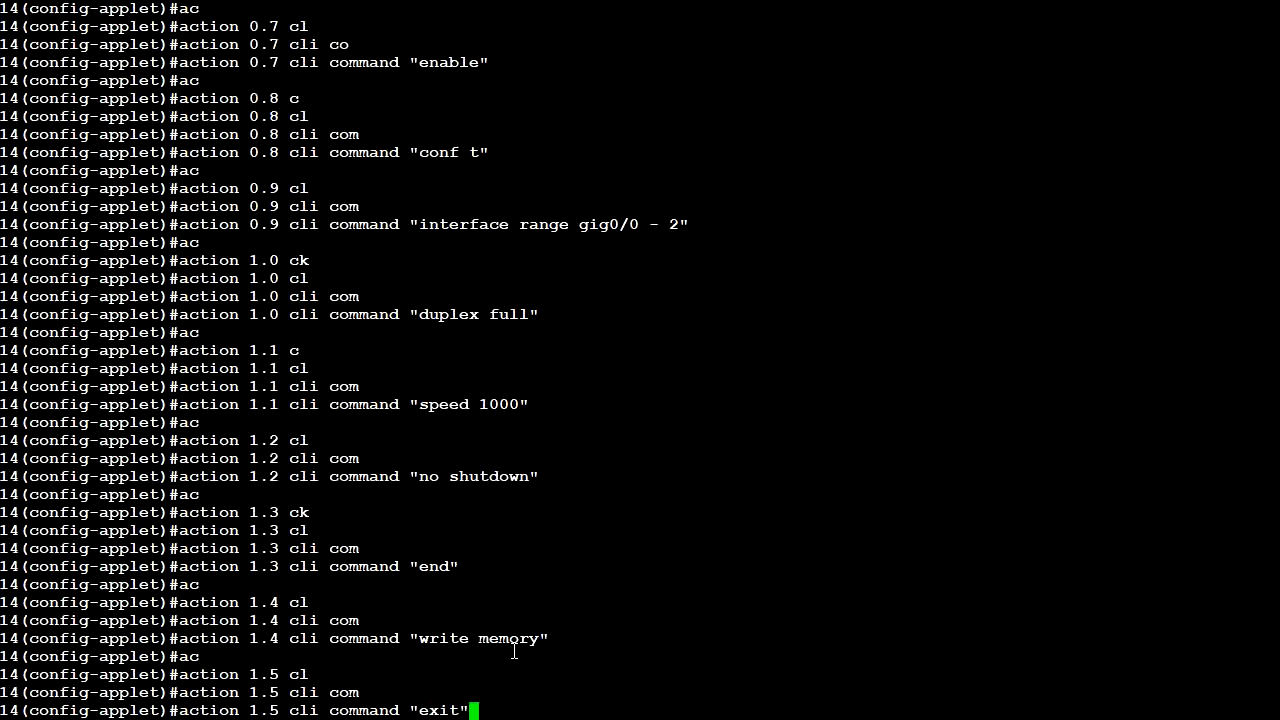 14(config-applet)#ac
14(config-applet)#action 0.7 cl
14(config-applet)#action 0.7 cli co
14(config-applet)#action 0.7 cli command "enable"
14(config-applet)#ac
14(config-applet)#action 0.8 c
14(config-applet)#action 0.8 cl
14(config-applet)#action 0.8 cli com
14(config-applet)#action 0.8 cli command "conf t"
14(config-applet)#ac
14(config-applet)#action 0.9 cl
14(config-applet)#action 0.9 cli com
14(config-applet)#action 0.9 cli command "interface range gig0/0 - 2"
14(config-applet)#ac
14(config-applet)#action 1.0 ck
14(config-applet)#action 1.0 cl
14(config-applet)#action 1.0 cli com
14(config-applet)#action 1.0 cli command "duplex full"
14(config-applet)#ac
14(config-applet)#action 1.1 c
14(config-applet)#action 1.1 cl
14(config-applet)#action 1.1 cli com
14(config-applet)#action 1.1 cli command "speed 1000"
14(config-applet)#ac
14(config-applet)#action 1.2 cl
14(config-applet)#action 1.2 cli com
14(config-applet)#action 1.2 cli command "no shutdown"
14(config-applet)#ac
14(config-applet)#action 1.3 ck
14(config-applet)#action 1.3 cl
14(config-applet)#action 1.3 cli com
14(config-applet)#action 1.3 cli command "end"
14(config-applet)#ac
14(config-applet)#action 1.4 cl
14(config-applet)#action 1.4 cli com
14(config-applet)#action 1.4 cli command "write memory"
14(config-applet)#ac
14(config-applet)#action 1.5 cl
14(config-applet)#action 1.5 cli com
14(config-applet)#action 1.5 cli command "exit"